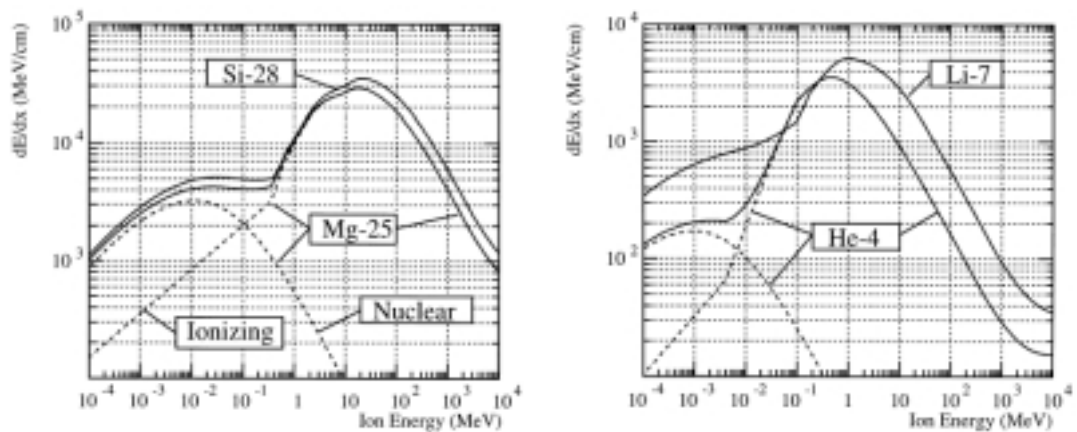 dE/dx (MeV/cm)
10^5
10^4
10^3
Si-28
Mg-25
Ionizing
Nuclear
10^-4 10^-3 10^-2 10^-1 1 10 10^2 10^3 10^4
Ion Energy (MeV)
dE/dx (MeV/cm)
10^4
10^3
10^2
Li-7
He-4
10^-4 10^-3 10^-2 10^-1 1 10 10^2 10^3 10^4
Ion Energy (MeV)